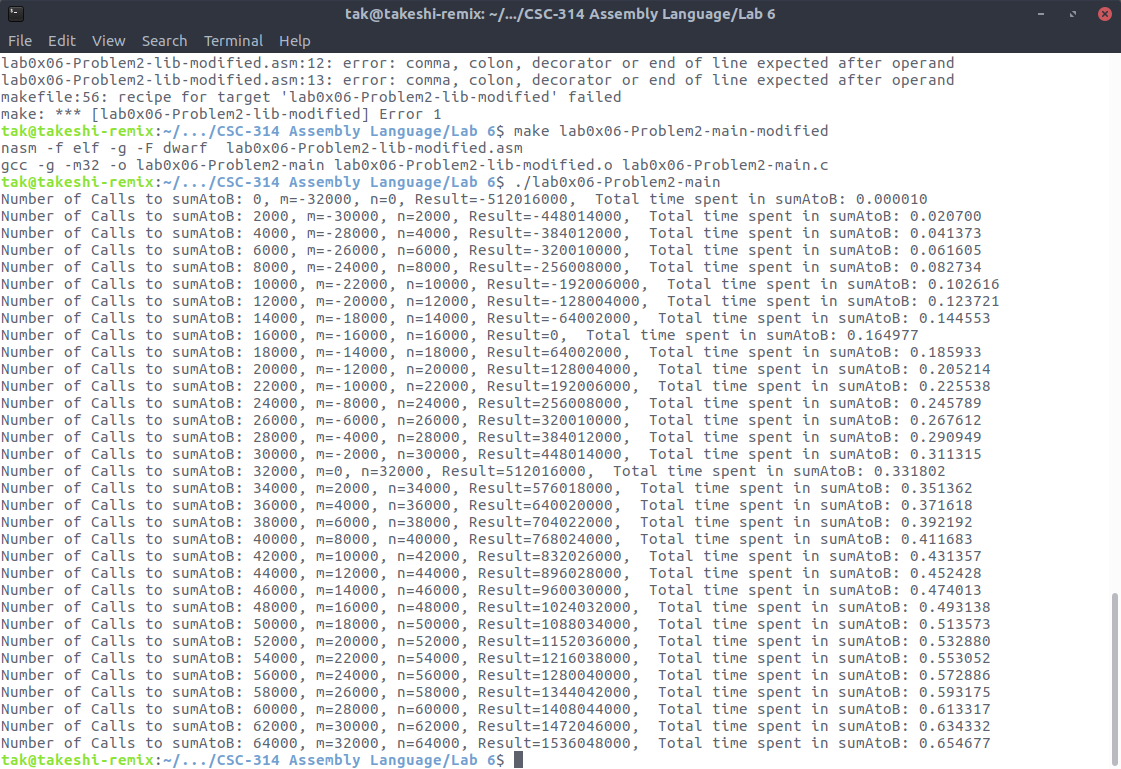 tak@takeshi-remix: ~/.../CSC-314 Assembly Language/Lab 6
File Edit View Search Terminal Help
lab0x06-Problem2-lib-modified.asm:12: error: comma, colon, decorator or end of line expected after operand
lab0x06-Problem2-lib-modified.asm:13: error: comma, colon, decorator or end of line expected after operand
makefile:56: recipe for target 'lab0x06-Problem2-lib-modified' failed
make: *** [lab0x06-Problem2-lib-modified] Error 1
tak@takeshi-remix:~/.../CSC-314 Assembly Language/Lab 6$ make lab0x06-Problem2-main-modified
nasm -f elf -g -F dwarf  lab0x06-Problem2-lib-modified.asm
gcc -g -m32 -o lab0x06-Problem2-main lab0x06-Problem2-lib-modified.o lab0x06-Problem2-main.c
tak@takeshi-remix:~/.../CSC-314 Assembly Language/Lab 6$ ./lab0x06-Problem2-main
Number of Calls to sumAtoB: 0, m=-32000, n=0, Result=-512016000,  Total time spent in sumAtoB: 0.000010
Number of Calls to sumAtoB: 2000, m=-30000, n=2000, Result=-448014000,  Total time spent in sumAtoB: 0.020700
Number of Calls to sumAtoB: 4000, m=-28000, n=4000, Result=-384012000,  Total time spent in sumAtoB: 0.041373
Number of Calls to sumAtoB: 6000, m=-26000, n=6000, Result=-320010000,  Total time spent in sumAtoB: 0.061605
Number of Calls to sumAtoB: 8000, m=-24000, n=8000, Result=-256008000,  Total time spent in sumAtoB: 0.082734
Number of Calls to sumAtoB: 10000, m=-22000, n=10000, Result=-192006000,  Total time spent in sumAtoB: 0.102616
Number of Calls to sumAtoB: 12000, m=-20000, n=12000, Result=-128004000,  Total time spent in sumAtoB: 0.123721
Number of Calls to sumAtoB: 14000, m=-18000, n=14000, Result=-64002000,  Total time spent in sumAtoB: 0.144553
Number of Calls to sumAtoB: 16000, m=-16000, n=16000, Result=0,  Total time spent in sumAtoB: 0.164977
Number of Calls to sumAtoB: 18000, m=-14000, n=18000, Result=64002000,  Total time spent in sumAtoB: 0.185933
Number of Calls to sumAtoB: 20000, m=-12000, n=20000, Result=128004000,  Total time spent in sumAtoB: 0.205214
Number of Calls to sumAtoB: 22000, m=-10000, n=22000, Result=192006000,  Total time spent in sumAtoB: 0.225538
Number of Calls to sumAtoB: 24000, m=-8000, n=24000, Result=256008000,  Total time spent in sumAtoB: 0.245789
Number of Calls to sumAtoB: 26000, m=-6000, n=26000, Result=320010000,  Total time spent in sumAtoB: 0.267612
Number of Calls to sumAtoB: 28000, m=-4000, n=28000, Result=384012000,  Total time spent in sumAtoB: 0.290949
Number of Calls to sumAtoB: 30000, m=-2000, n=30000, Result=448014000,  Total time spent in sumAtoB: 0.311315
Number of Calls to sumAtoB: 32000, m=0, n=32000, Result=512016000,  Total time spent in sumAtoB: 0.331802
Number of Calls to sumAtoB: 34000, m=2000, n=34000, Result=576018000,  Total time spent in sumAtoB: 0.351362
Number of Calls to sumAtoB: 36000, m=4000, n=36000, Result=640020000,  Total time spent in sumAtoB: 0.371618
Number of Calls to sumAtoB: 38000, m=6000, n=38000, Result=704022000,  Total time spent in sumAtoB: 0.392192
Number of Calls to sumAtoB: 40000, m=8000, n=40000, Result=768024000,  Total time spent in sumAtoB: 0.411683
Number of Calls to sumAtoB: 42000, m=10000, n=42000, Result=832026000,  Total time spent in sumAtoB: 0.431357
Number of Calls to sumAtoB: 44000, m=12000, n=44000, Result=896028000,  Total time spent in sumAtoB: 0.452428
Number of Calls to sumAtoB: 46000, m=14000, n=46000, Result=960030000,  Total time spent in sumAtoB: 0.474013
Number of Calls to sumAtoB: 48000, m=16000, n=48000, Result=1024032000,  Total time spent in sumAtoB: 0.493138
Number of Calls to sumAtoB: 50000, m=18000, n=50000, Result=1088034000,  Total time spent in sumAtoB: 0.513573
Number of Calls to sumAtoB: 52000, m=20000, n=52000, Result=1152036000,  Total time spent in sumAtoB: 0.532880
Number of Calls to sumAtoB: 54000, m=22000, n=54000, Result=1216038000,  Total time spent in sumAtoB: 0.553052
Number of Calls to sumAtoB: 56000, m=24000, n=56000, Result=1280040000,  Total time spent in sumAtoB: 0.572886
Number of Calls to sumAtoB: 58000, m=26000, n=58000, Result=1344042000,  Total time spent in sumAtoB: 0.593175
Number of Calls to sumAtoB: 60000, m=28000, n=60000, Result=1408044000,  Total time spent in sumAtoB: 0.613317
Number of Calls to sumAtoB: 62000, m=30000, n=62000, Result=1472046000,  Total time spent in sumAtoB: 0.634332
Number of Calls to sumAtoB: 64000, m=32000, n=64000, Result=1536048000,  Total time spent in sumAtoB: 0.654677
tak@takeshi-remix:~/.../CSC-314 Assembly Language/Lab 6$